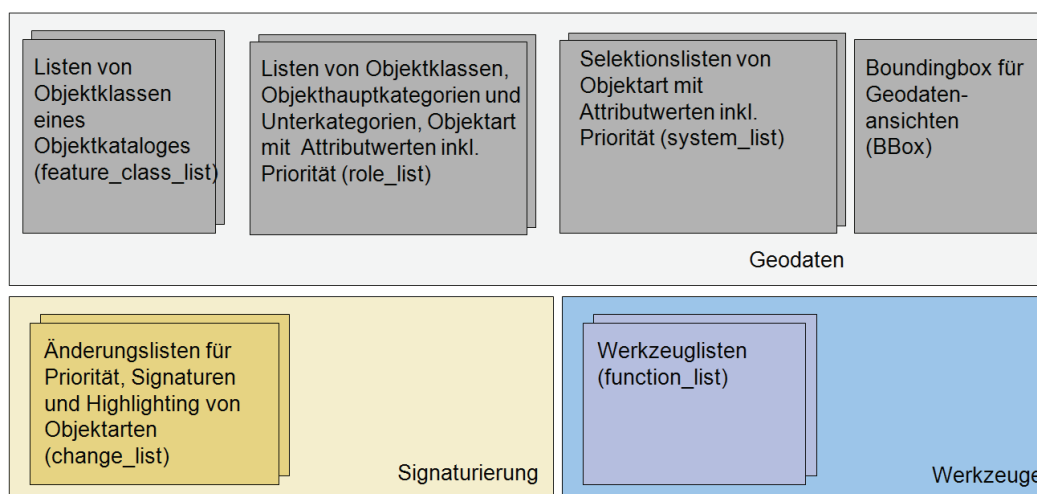 Listen von
Objektklassen
eines
Objektkataloges
(feature_class_list)
Listen von Objektklassen,
Objekthauptkategorien und
Unterkategorien, Objektart
mit Attributwerten inkl.
Priorität (role_list)
Selektionslisten von
Objektart mit
Attributwerten inkl.
Priorität (system_list)
Boundingbox für
Geodaten-
ansichten
(BBox)
Geodaten
Änderungslisten für
Priorität, Signaturen
und Highlighting von
Objektarten
(change_list)
Signaturierung
Werkzeuglisten
(function_list)
Werkzeuge